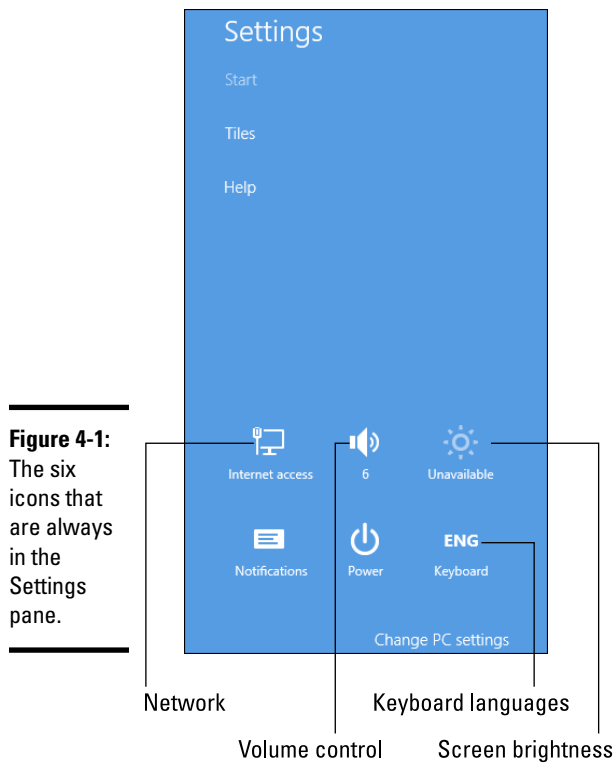 Settings
Start
Tiles
Help
Figure 4-1:
The six
icons that
are always
in the
Settings
pane.
Internet access
6
Unavailable
Notifications
Power
ENG
Keyboard
Change PC settings
Network
Keyboard languages
Volume control
Screen brightness